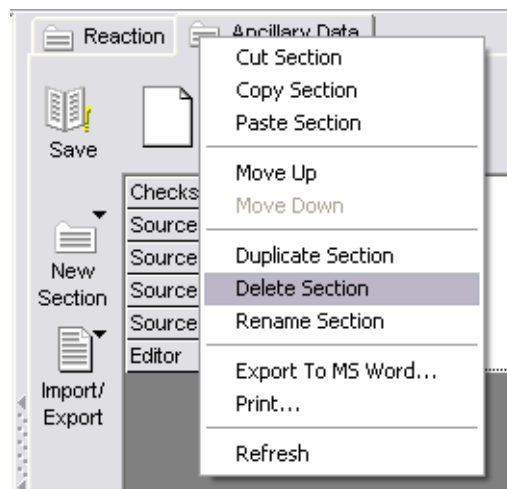 Reaction
Ancillary Data
Cut Section
Copy Section
Paste Section
Move Up
Move Down
Duplicate Section
Delete Section
Rename Section
Export To MS Word...
Print...
Refresh
Save
New
Section
Import/
Export
Checks
Source
Source
Source
Source
Editor